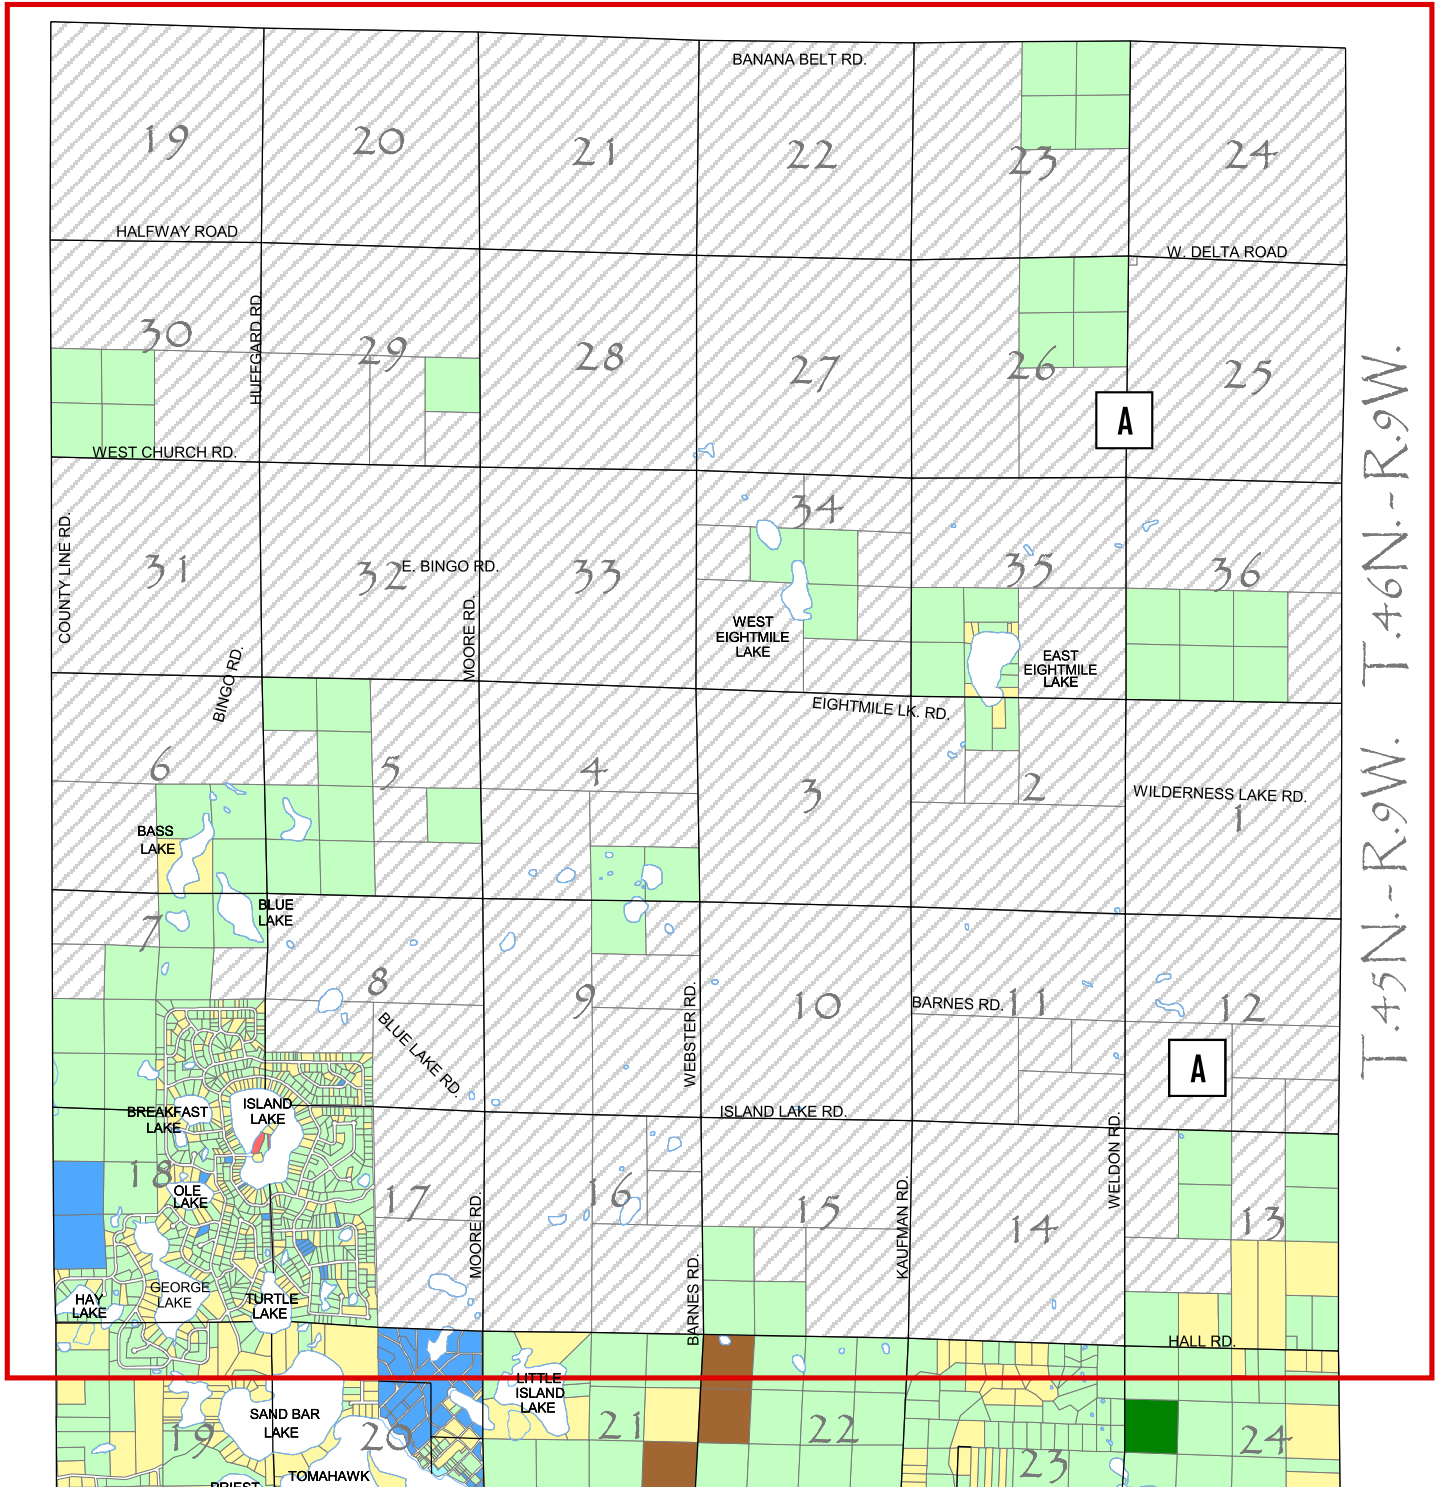 BANANA BELT RD.
19
20
21
22
23
24
HALFWAY ROAD
W. DELTA ROAD
30
HUFFGARD RD.
29
28
27
26
25
A
WEST CHURCH RD.
T.46N.-R.9W.
COUNTY LINE RD.
31
32
E. BINGO RD.
MOORE RD.
33
34
35
36
WEST
EIGHTMILE
LAKE
EAST
EIGHTMILE
LAKE
BINGO RD.
EIGHTMILE LK. RD.
6
5
4
3
2
WILDERNESS LAKE RD.
1
T.45N.-R.9W.
BASS
LAKE
BLUE
LAKE
7
8
9
10
BARNES RD.
11
12
BLUE LAKE RD.
WEBSTER RD.
A
ISLAND LAKE RD.
BREAKFAST
LAKE
ISLAND
LAKE
WELDON RD.
18
OLE
LAKE
17
MOORE RD.
16
15
KAUFMAN RD.
14
13
GEORGE
LAKE
HAY
LAKE
TURTLE
LAKE
BARNES RD.
HALL RD.
LITTLE
ISLAND
LAKE
SAND BAR
LAKE
19
20
21
22
23
24
TOMAHAWK
PRIEST